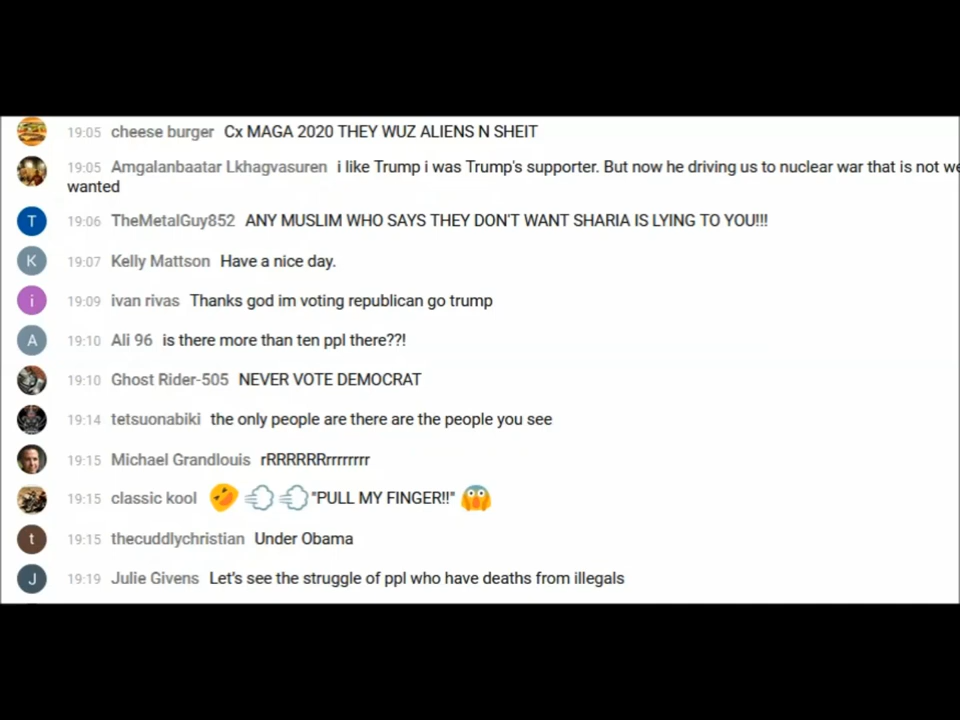 19:05 cheese burger Cx MAGA 2020 THEY WUZ ALIENS N SHEIT
19:05 Amgalanbaatar Lkhagvasuren i like Trump i was Trump's supporter. But now he driving us to nuclear war that is not we
wanted
T 19:06 TheMetalGuy852 ANY MUSLIM WHO SAYS THEY DON'T WANT SHARIA IS LYING TO YOU!!!
K 19:07 Kelly Mattson Have a nice day.
i 19:09 ivan rivas Thanks god im voting republican go trump
A 19:10 Ali 96 is there more than ten ppl there??!
19:10 Ghost Rider-505 NEVER VOTE DEMOCRAT
19:14 tetsuonabiki the only people are there are the people you see
19:15 Michael Grandlouis rRRRRRRrrrrrrrr
19:15 classic kool 🤣💨💨"PULL MY FINGER!!" 😱
t 19:15 thecuddlychristian Under Obama
J 19:19 Julie Givens Let's see the struggle of ppl who have deaths from illegals